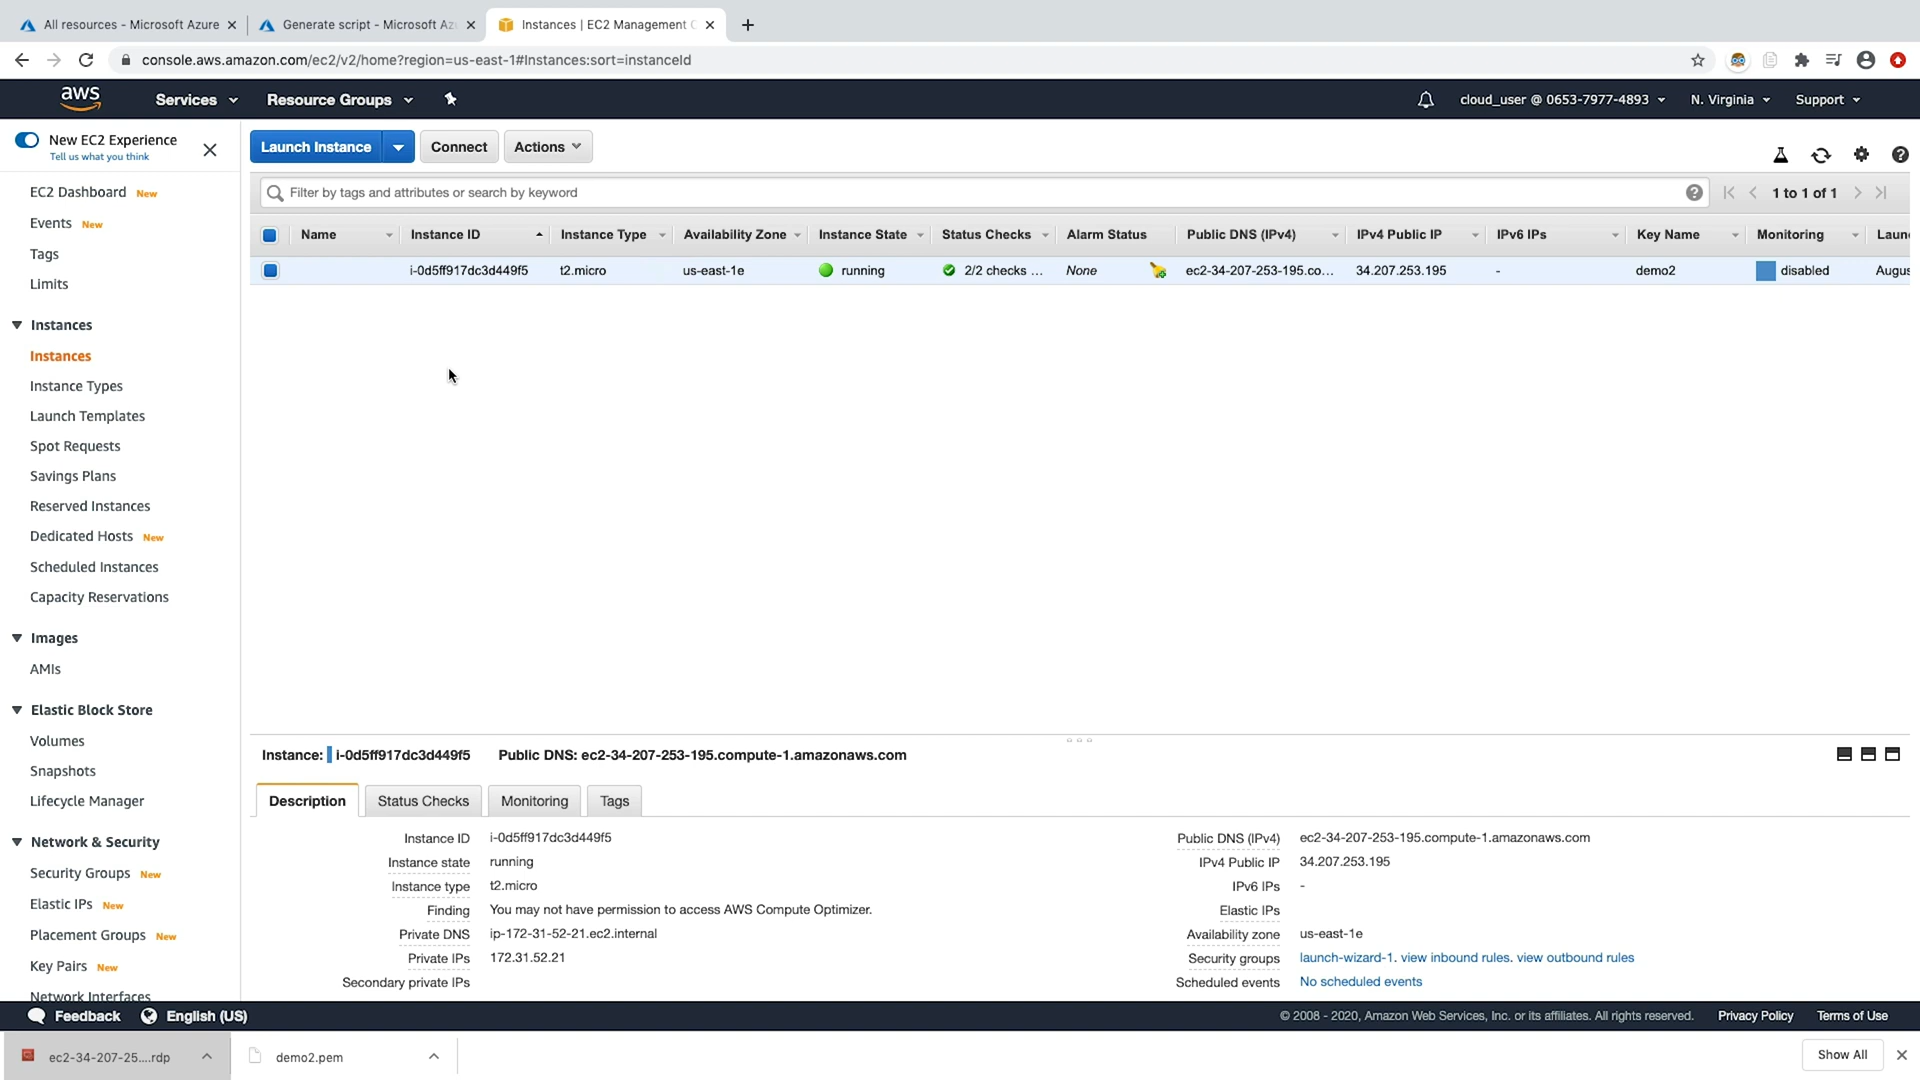 All resources - Microsoft Azure
Generate script - Microsoft Az
Instances | EC2 Management C
console.aws.amazon.com/ec2/v2/home?region=us-east-1#Instances:sort=instanceId
aws
Services
Resource Groups
cloud_user @ 0653-7977-4893
N. Virginia
Support
New EC2 Experience
Tell us what you think
EC2 Dashboard New
Events New
Tags
Limits
Instances
Instances
Instance Types
Launch Templates
Spot Requests
Savings Plans
Reserved Instances
Dedicated Hosts New
Scheduled Instances
Capacity Reservations
Images
AMIs
Elastic Block Store
Volumes
Snapshots
Lifecycle Manager
Network & Security
Security Groups New
Elastic IPs New
Placement Groups New
Key Pairs New
Network Interfaces
Launch Instance
Connect
Actions
Filter by tags and attributes or search by keyword
1 to 1 of 1
Name Instance ID Instance Type Availability Zone Instance State Status Checks Alarm Status Public DNS (IPv4) IPv4 Public IP IPv6 IPs Key Name Monitoring Laun
i-0d5ff917dc3d449f5 t2.micro us-east-1e running 2/2 checks ... None ec2-34-207-253-195.co... 34.207.253.195 - demo2 disabled Augus
Instance: i-0d5ff917dc3d449f5 Public DNS: ec2-34-207-253-195.compute-1.amazonaws.com
Description
Status Checks
Monitoring
Tags
Instance ID i-0d5ff917dc3d449f5
Instance state running
Instance type t2.micro
Finding You may not have permission to access AWS Compute Optimizer.
Private DNS ip-172-31-52-21.ec2.internal
Private IPs 172.31.52.21
Secondary private IPs
Public DNS (IPv4) ec2-34-207-253-195.compute-1.amazonaws.com
IPv4 Public IP 34.207.253.195
IPv6 IPs -
Elastic IPs
Availability zone us-east-1e
Security groups launch-wizard-1. view inbound rules. view outbound rules
Scheduled events No scheduled events
Feedback
English (US)
© 2008 - 2020, Amazon Web Services, Inc. or its affiliates. All rights reserved.
Privacy Policy
Terms of Use
ec2-34-207-25....rdp
demo2.pem
Show All